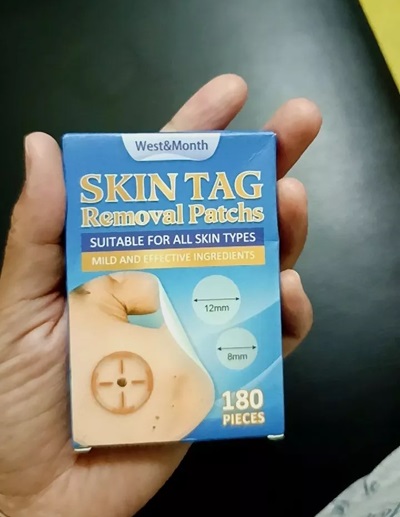 West&Month
SKIN TAG
Removal Patchs
SUITABLE FOR ALL SKIN TYPES
MILD AND EFFECTIVE INGREDIENTS
12mm
8mm
180
PIECES